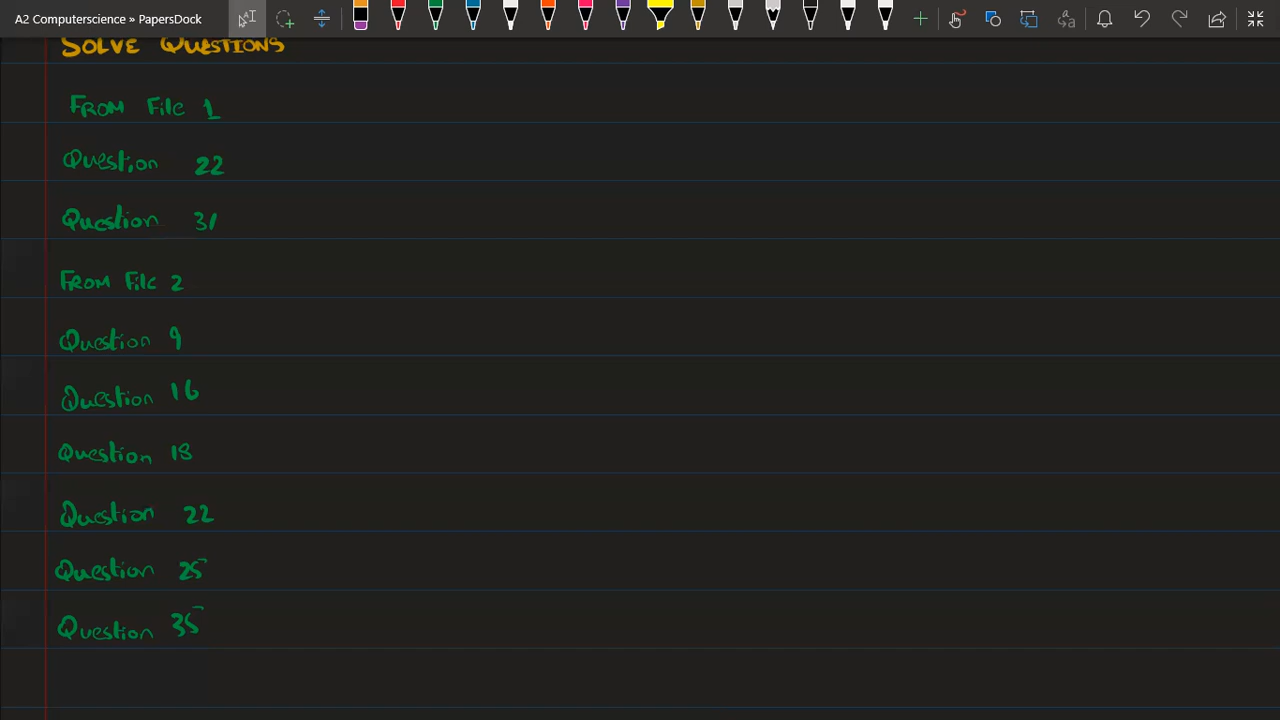 A2 Computerscience » PapersDock
SOLVE QUESTIONS
FROM File 1
Question 22
Question 31
FROM File 2
Question 9
Question 16
Question 18
Question 22
Question 25
Question 35